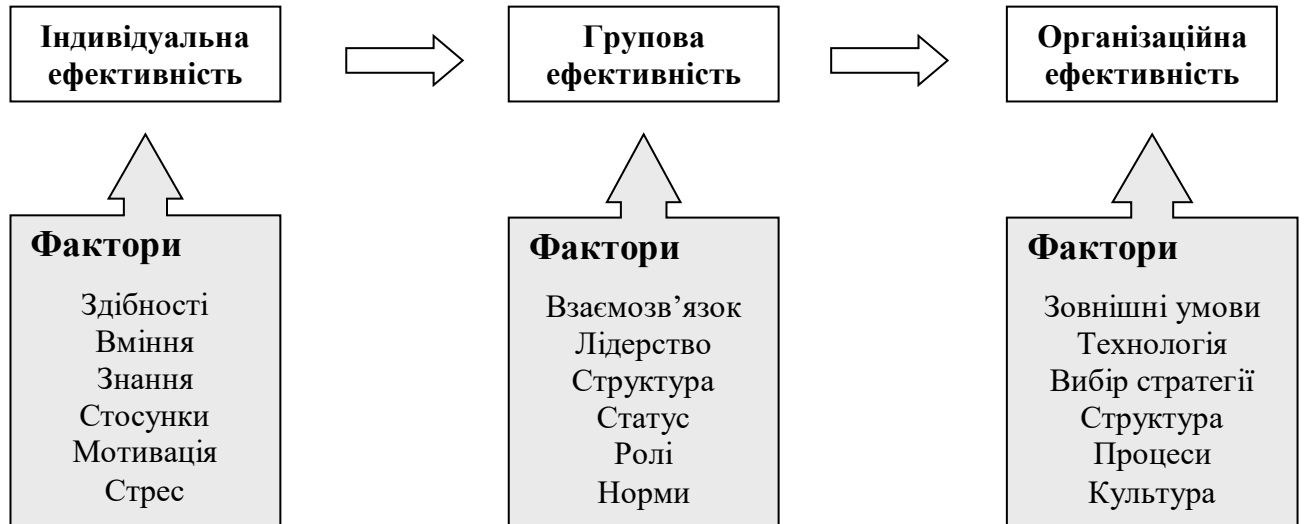 Індивідуальна
ефективність
Групова
ефективність
Організаційна
ефективність
Фактори
Здібності
Вміння
Знання
Стосунки
Мотивація
Стрес
Фактори
Взаємозв’язок
Лідерство
Структура
Статус
Ролі
Норми
Фактори
Зовнішні умови
Технологія
Вибір стратегії
Структура
Процеси
Культура